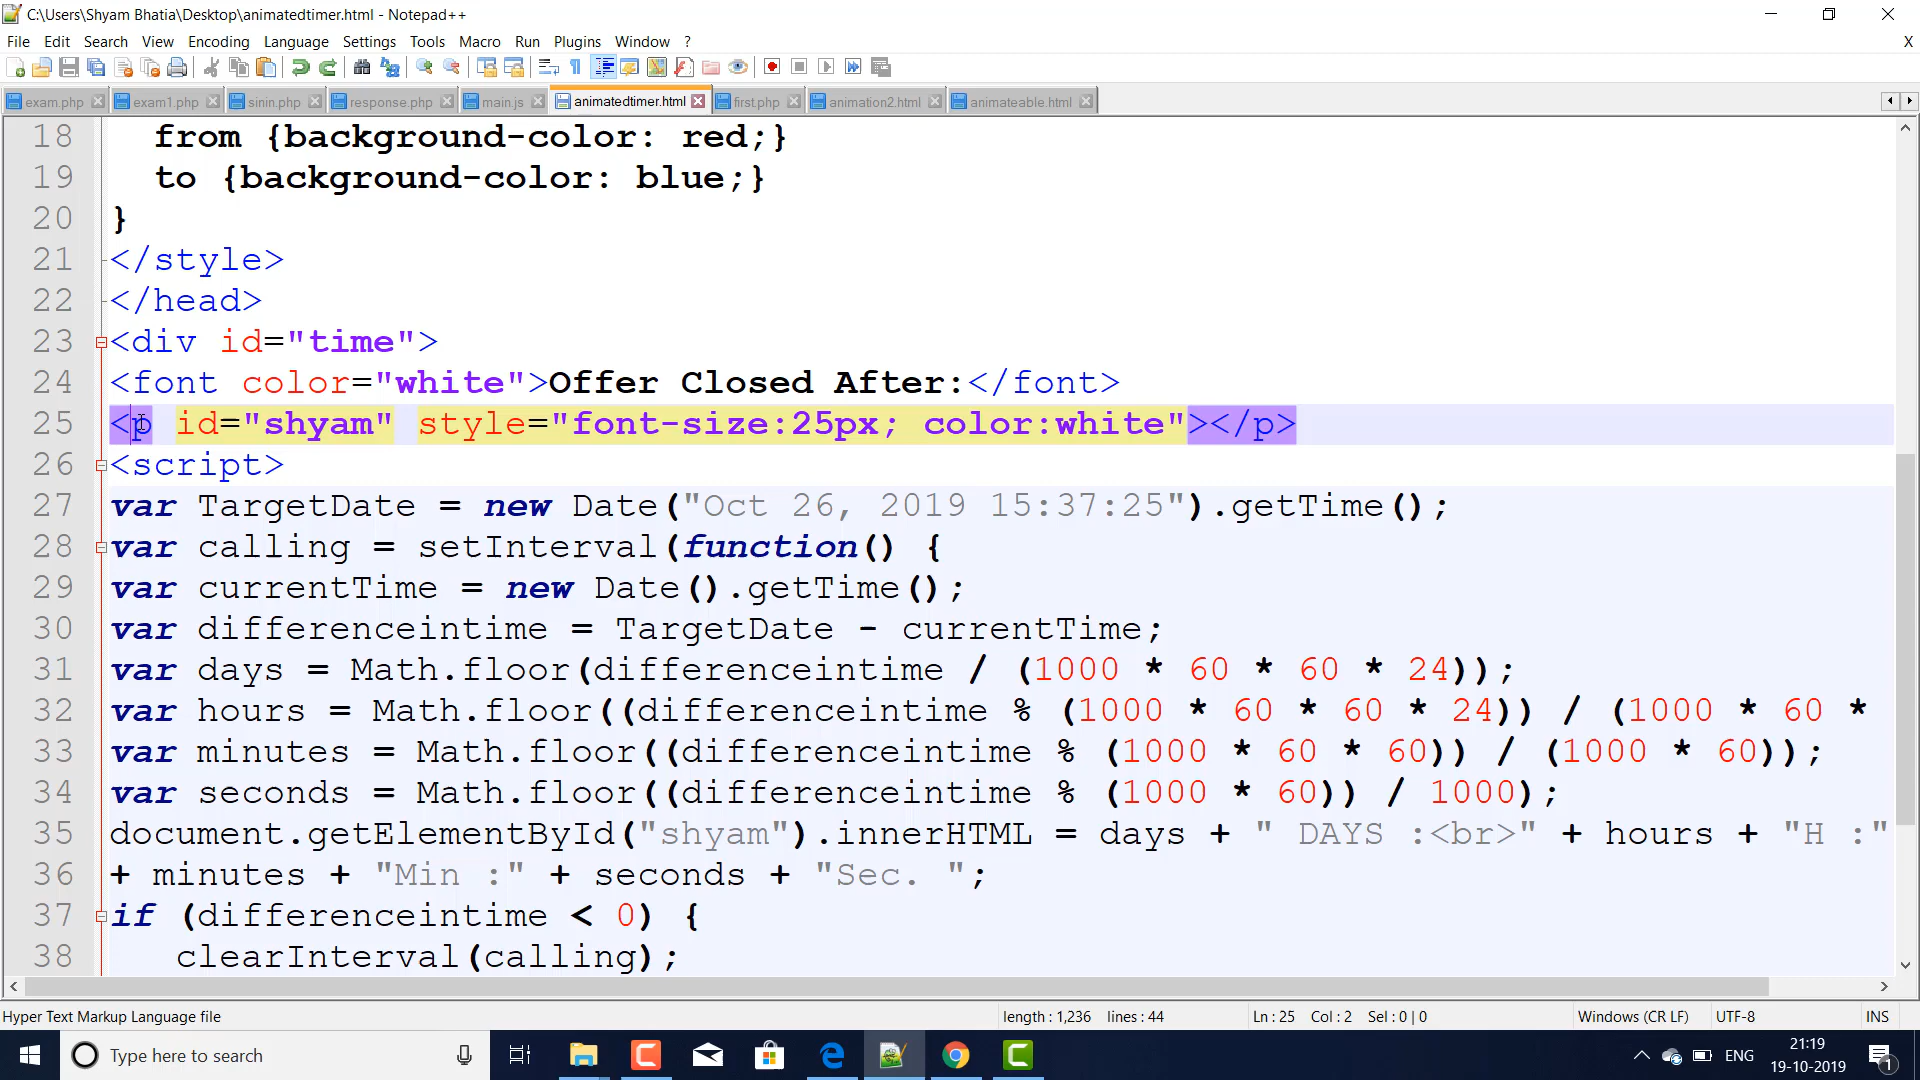 C:\Users\Shyam Bhatia\Desktop\animatedtimer.html - Notepad++
File Edit Search View Encoding Language Settings Tools Macro Run Plugins Window ? X
exam.php exam1.php sinin.php response.php main.js animatedtimer.html first.php animation2.html animateable.html
18 from {background-color: red;}
19 to {background-color: blue;}
20 }
21 </style>
22 </head>
23 <div id="time">
24 <font color="white">Offer Closed After:</font>
25 <p id="shyam" style="font-size:25px; color:white"></p>
26 <script>
27 var TargetDate = new Date("Oct 26, 2019 15:37:25").getTime();
28 var calling = setInterval(function() {
29 var currentTime = new Date().getTime();
30 var differenceintime = TargetDate - currentTime;
31 var days = Math.floor(differenceintime / (1000 * 60 * 60 * 24));
32 var hours = Math.floor((differenceintime % (1000 * 60 * 60 * 24)) / (1000 * 60 *
33 var minutes = Math.floor((differenceintime % (1000 * 60 * 60)) / (1000 * 60));
34 var seconds = Math.floor((differenceintime % (1000 * 60)) / 1000);
35 document.getElementById("shyam").innerHTML = days + " DAYS :<br>" + hours + "H :"
36 + minutes + "Min :" + seconds + "Sec. ";
37 if (differenceintime < 0) {
38 clearInterval(calling);
Hyper Text Markup Language file length : 1,236 lines : 44 Ln : 25 Col : 2 Sel : 0 | 0 Windows (CR LF) UTF-8 INS
Type here to search
ENG
21:19
19-10-2019
1